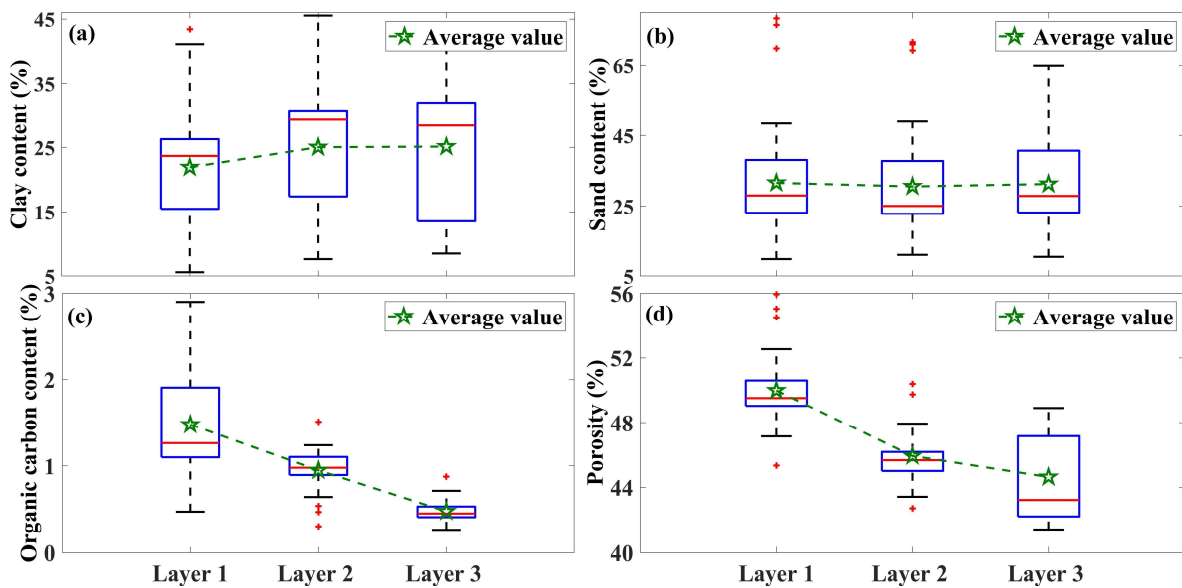 (a)
Average value
Clay content (%)
45
35
25
15
5
(b)
Average value
Sand content (%)
65
45
25
5
(c)
Average value
Organic carbon content (%)
3
2
1
0
Layer 1 Layer 2 Layer 3
(d)
Average value
Porosity (%)
56
52
48
44
40
Layer 1 Layer 2 Layer 3